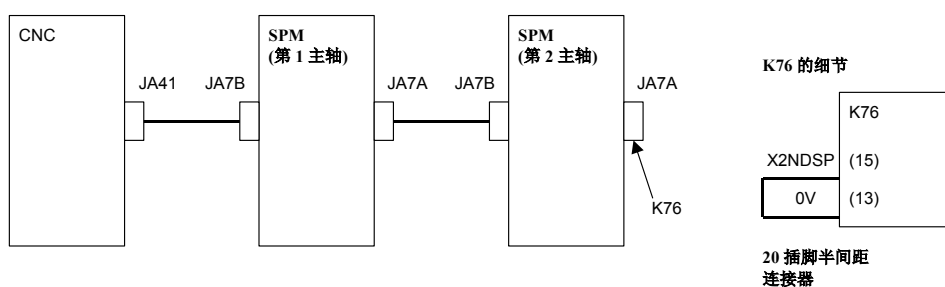 CNC
SPM
(第 1 主轴)
SPM
(第 2 主轴)
JA41
JA7B
JA7A
JA7B
JA7A
K76
K76 的细节
K76
X2NDSP
(15)
0V
(13)
20 插脚半间距
连接器